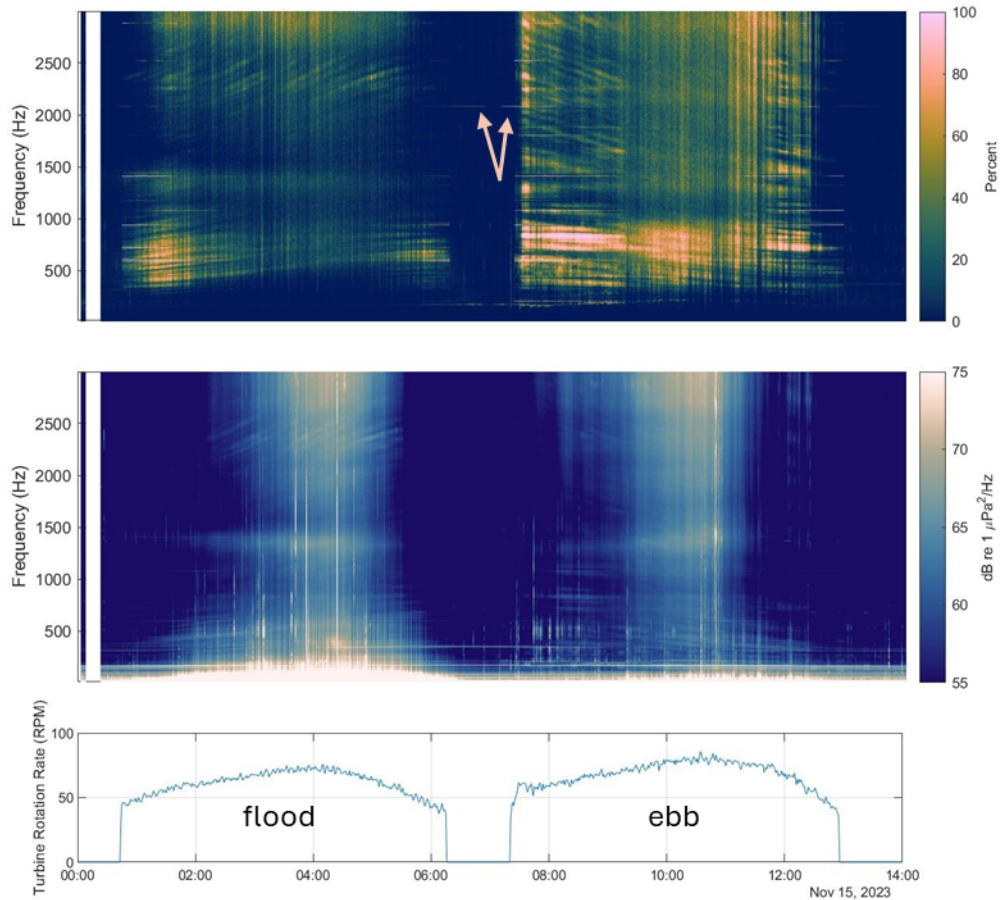 2500
2000
1500
1000
500
Frequency (Hz)
100
80
60
40
20
0
Percent
2500
2000
1500
1000
500
Frequency (Hz)
75
70
65
60
55
dB re 1 μPa²/Hz
100
50
0
Turbine Rotation Rate (RPM)
flood
ebb
00:00 02:00 04:00 06:00 08:00 10:00 12:00 14:00
Nov 15, 2023